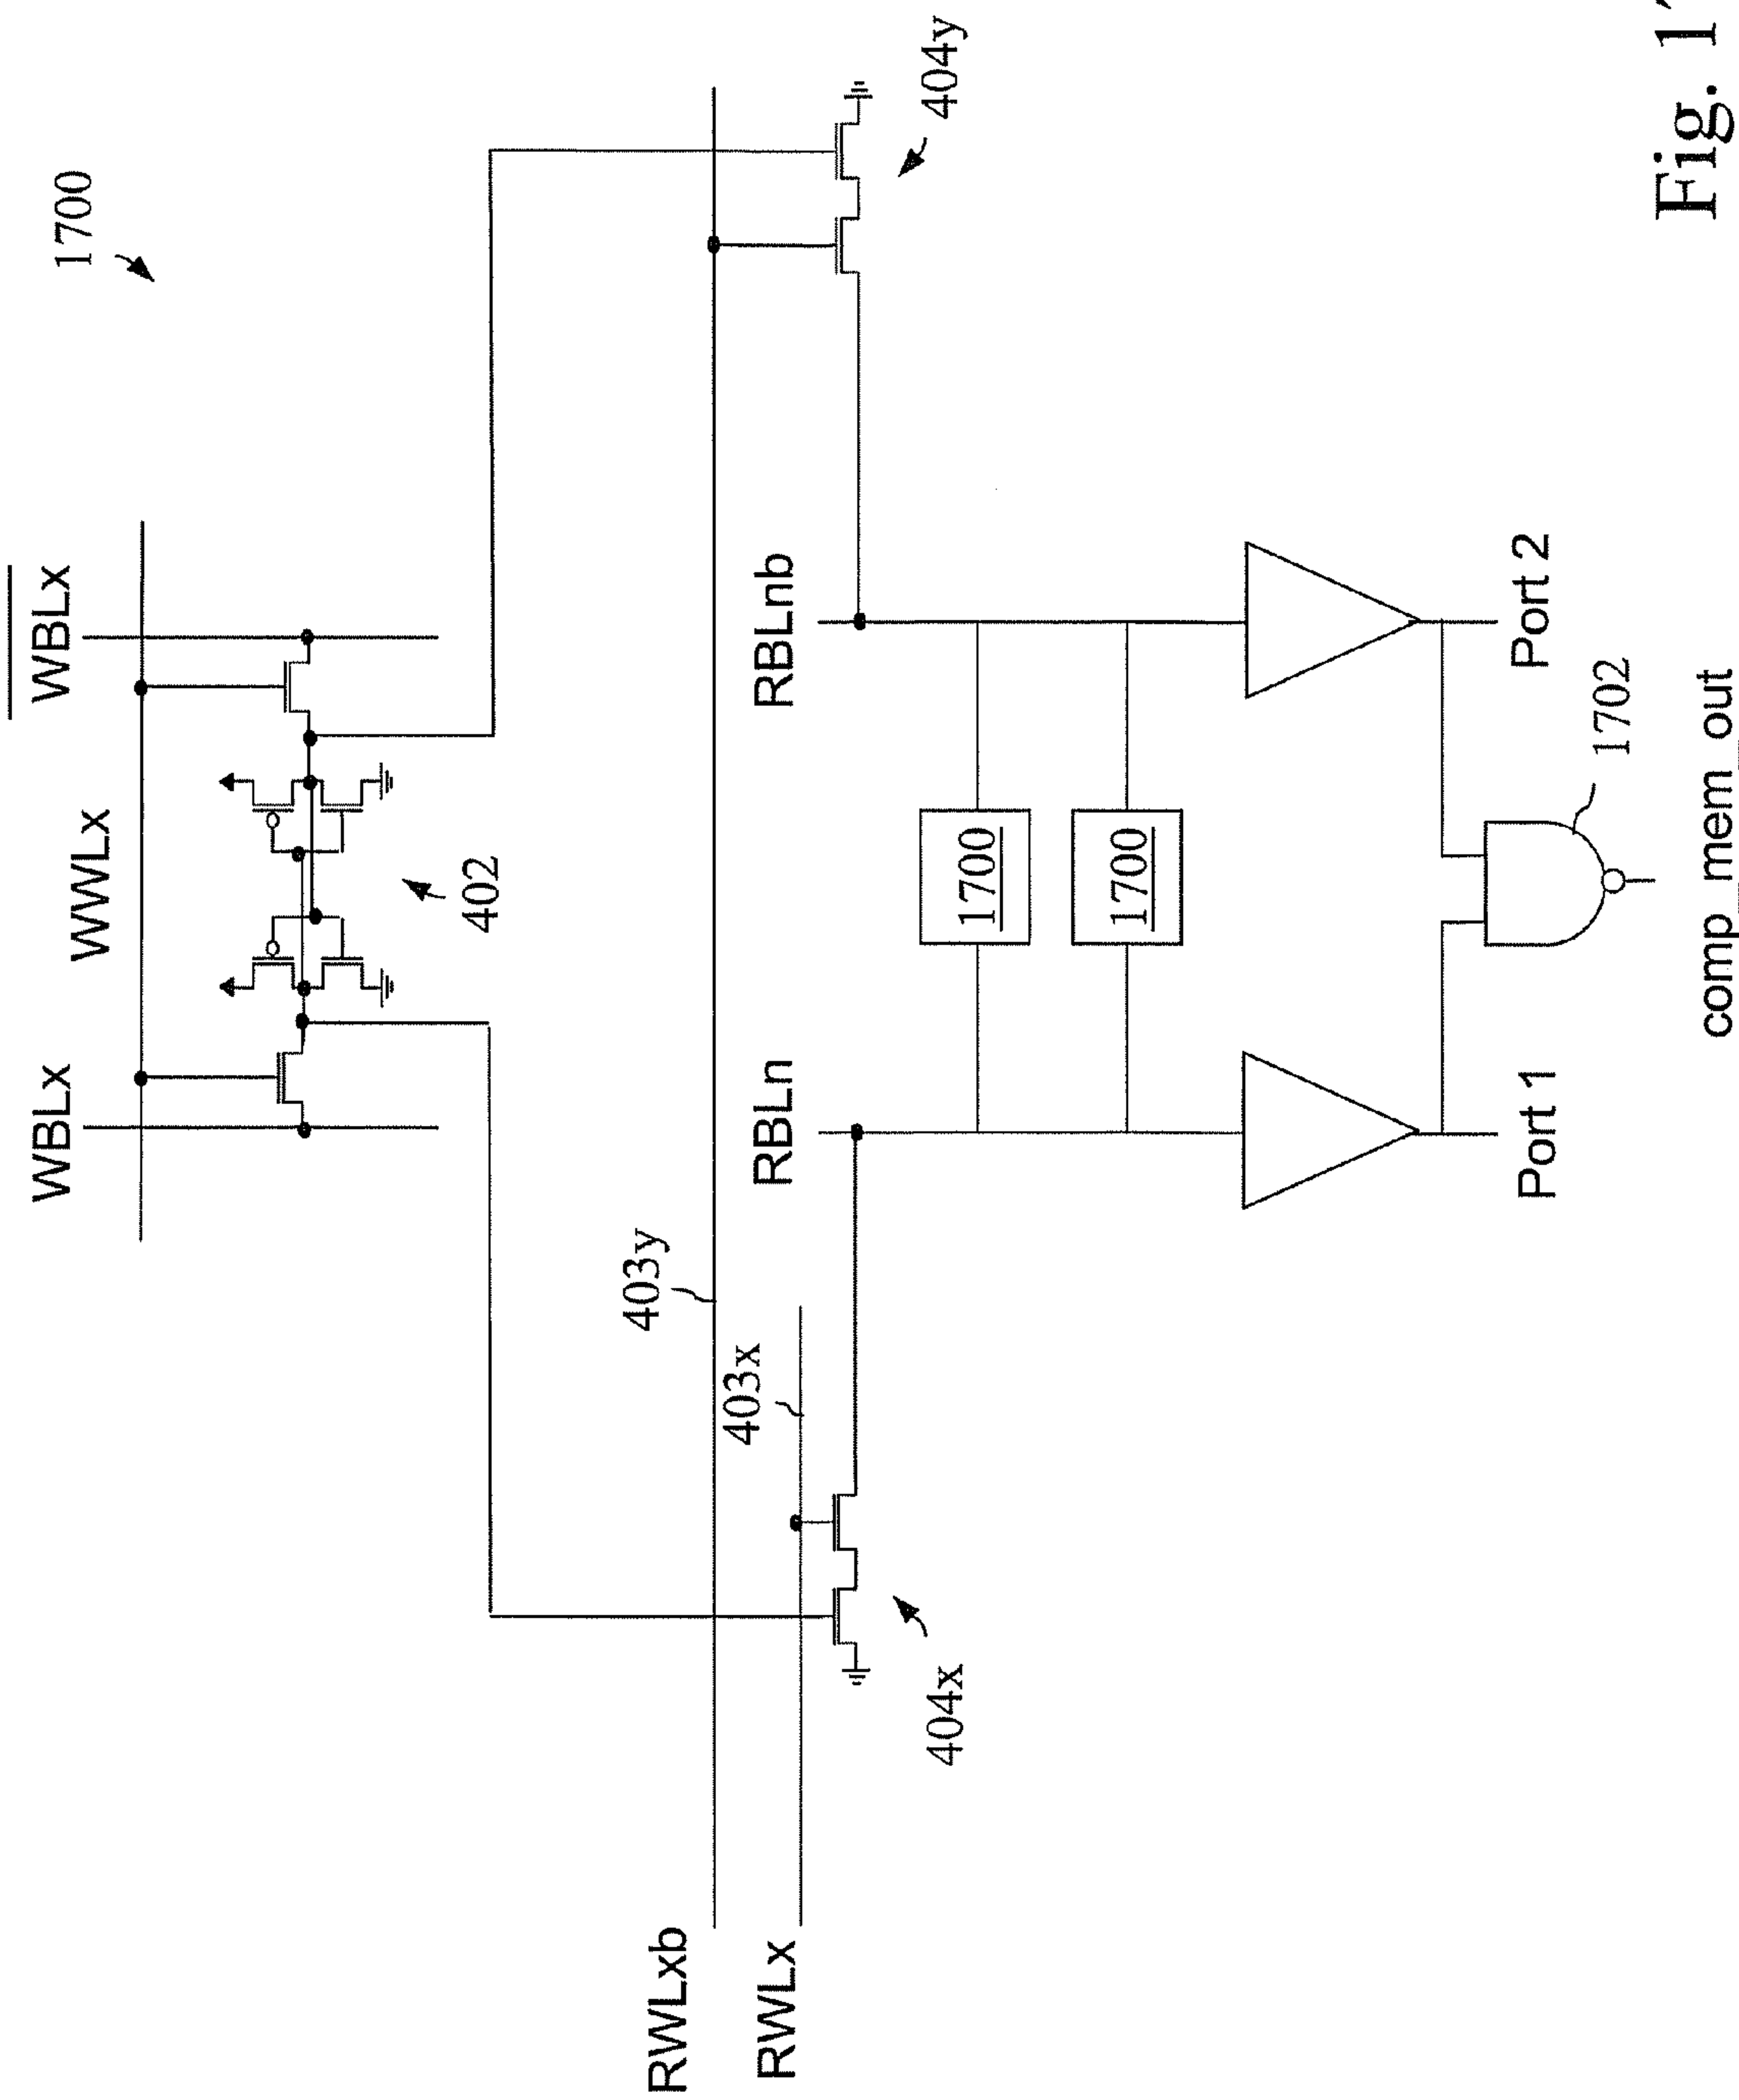 WBLx
WWLx
W̅B̅L̅x̅
1700
402
403y
RWLxb
403x
RWLx
RBLn
RBLnb
404x
404y
1700
1700
Port 1
Port 2
1702
comp_mem_out
Fig. 1